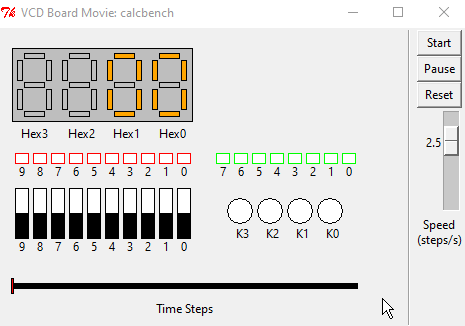 VCD Board Movie: calcbench
Start
Pause
Reset
Hex3 Hex2 Hex1 Hex0
9 8 7 6 5 4 3 2 1 0
7 6 5 4 3 2 1 0
2.5
9 8 7 6 5 4 3 2 1 0
K3 K2 K1 K0
Speed
(steps/s)
Time Steps